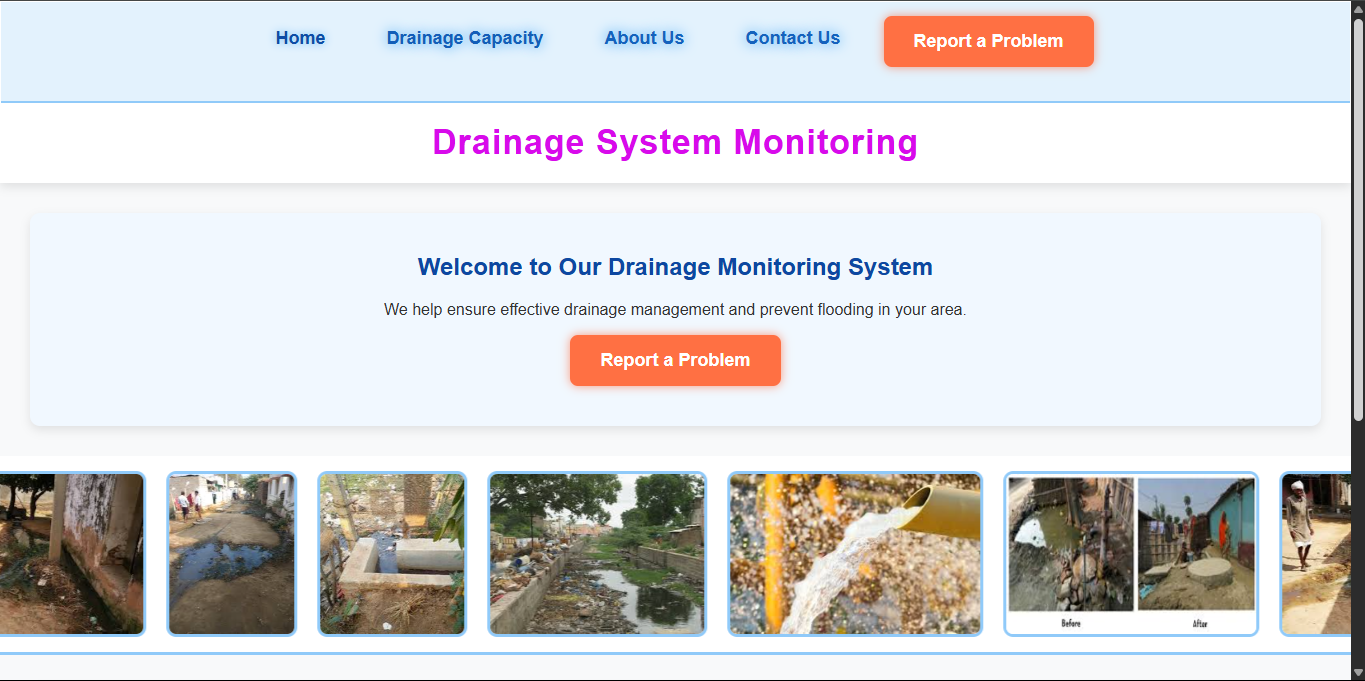 Home Drainage Capacity About Us Contact Us Report a Problem
Drainage System Monitoring
Welcome to Our Drainage Monitoring System
We help ensure effective drainage management and prevent flooding in your area.
Report a Problem
Before After